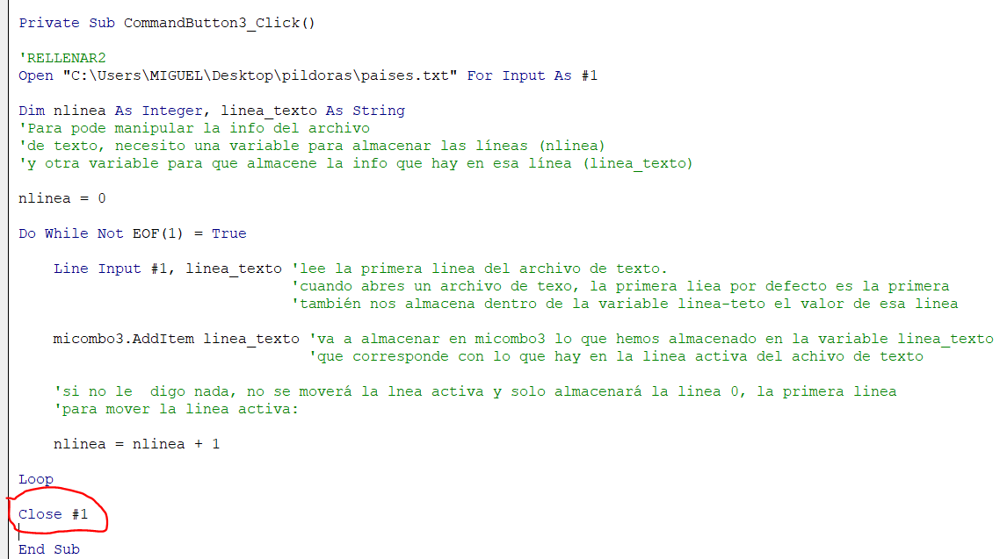 Private Sub CommandButton3_Click()
'RELLENAR2
Open "C:\Users\MIGUEL\Desktop\pildoras\paises.txt" For Input As #1
Dim nlinea As Integer, linea_texto As String
'Para pode manipular la info del archivo
'de texto, necesito una variable para almacenar las líneas (nlinea)
'y otra variable para que almacene la info que hay en esa línea (linea_texto)
nlinea = 0
Do While Not EOF(1) = True
Line Input #1, linea_texto 'lee la primera linea del archivo de texto.
'cuando abres un archivo de texo, la primera liea por defecto es la primera
'también nos almacena dentro de la variable linea-teto el valor de esa linea
micombo3.AddItem linea_texto 'va a almacenar en micombo3 lo que hemos almacenado en la variable linea_texto
'que corresponde con lo que hay en la linea activa del achivo de texto
'si no le  digo nada, no se moverá la lnea activa y solo almacenará la linea 0, la primera linea
'para mover la linea activa:
nlinea = nlinea + 1
Loop
Close #1
End Sub